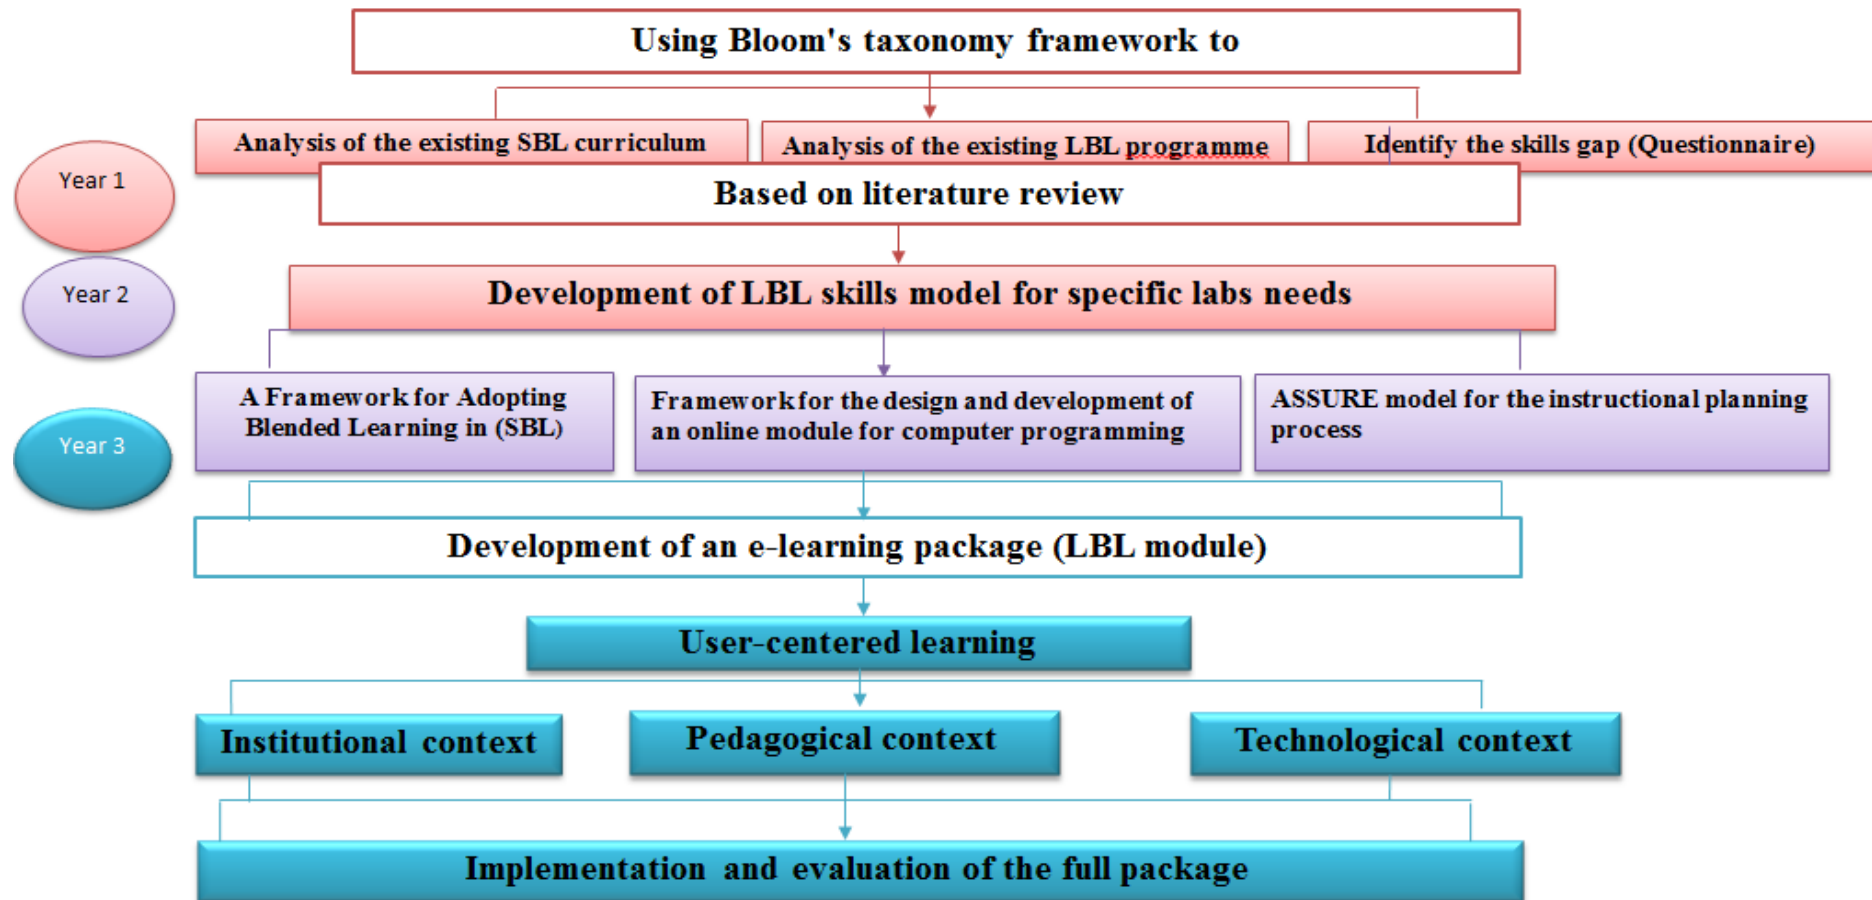 Using Bloom's taxonomy framework to
Analysis of the existing SBL curriculum
Analysis of the existing LBL programme
Identify the skills gap (Questionnaire)
Year 1
Based on literature review
Year 2
Development of LBL skills model for specific labs needs
A Framework for Adopting
Blended Learning in (SBL)
Framework for the design and development of
an online module for computer programming
ASSURE model for the instructional planning
process
Year 3
Development of an e-learning package (LBL module)
User-centered learning
Institutional context
Pedagogical context
Technological context
Implementation and evaluation of the full package